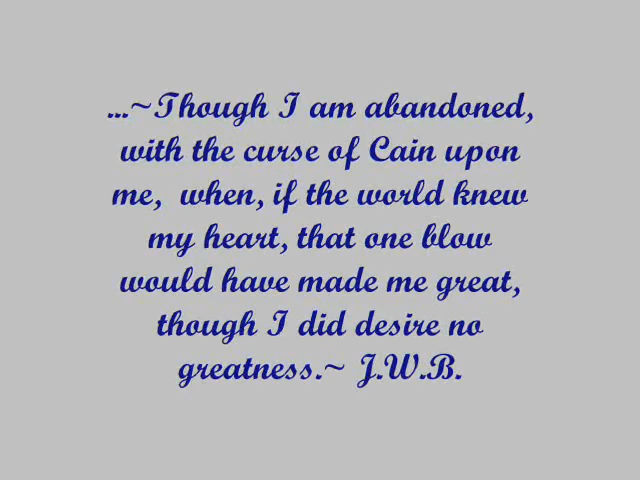 ...~Though I am abandoned,
with the curse of Cain upon
me,  when, if the world knew
my heart, that one blow
would have made me great,
though I did desire no
greatness.~ J.W.B.